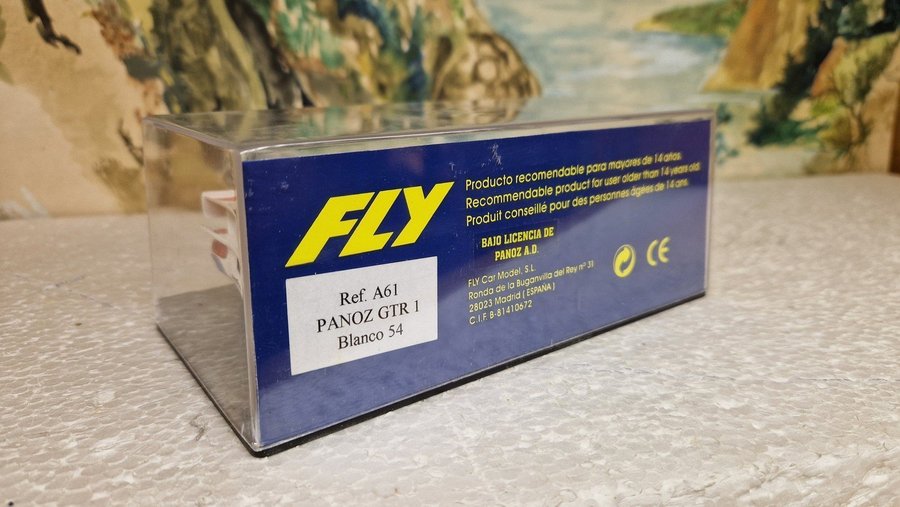 FLY
Ref. A61
PANOZ GTR 1
Blanco 54
Producto recomendable para mayores de 14 años.
Recommendable product for user older than 14 years old.
Produit conseillé pour des personnes âgées de 14 ans.
BAJO LICENCIA DE
PANOZ A.D.
FLY Car Model, S.L
Ronda de la Buganvilla del Rey nº 31
28023 Madrid ( ESPAÑA )
C.I.F. B-81410672
CE